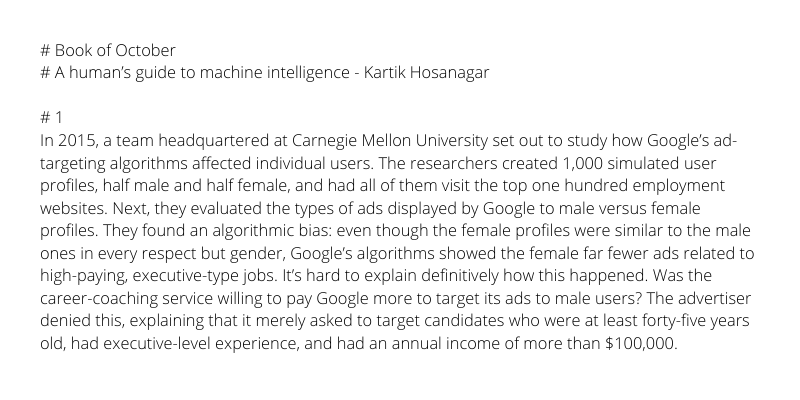 # Book of October
# A human’s guide to machine intelligence - Kartik Hosanagar
# 1
In 2015, a team headquartered at Carnegie Mellon University set out to study how Google’s ad-
targeting algorithms affected individual users. The researchers created 1,000 simulated user
profiles, half male and half female, and had all of them visit the top one hundred employment
websites. Next, they evaluated the types of ads displayed by Google to male versus female
profiles. They found an algorithmic bias: even though the female profiles were similar to the male
ones in every respect but gender, Google’s algorithms showed the female far fewer ads related to
high-paying, executive-type jobs. It’s hard to explain definitively how this happened. Was the
career-coaching service willing to pay Google more to target its ads to male users? The advertiser
denied this, explaining that it merely asked to target candidates who were at least forty-five years
old, had executive-level experience, and had an annual income of more than $100,000.